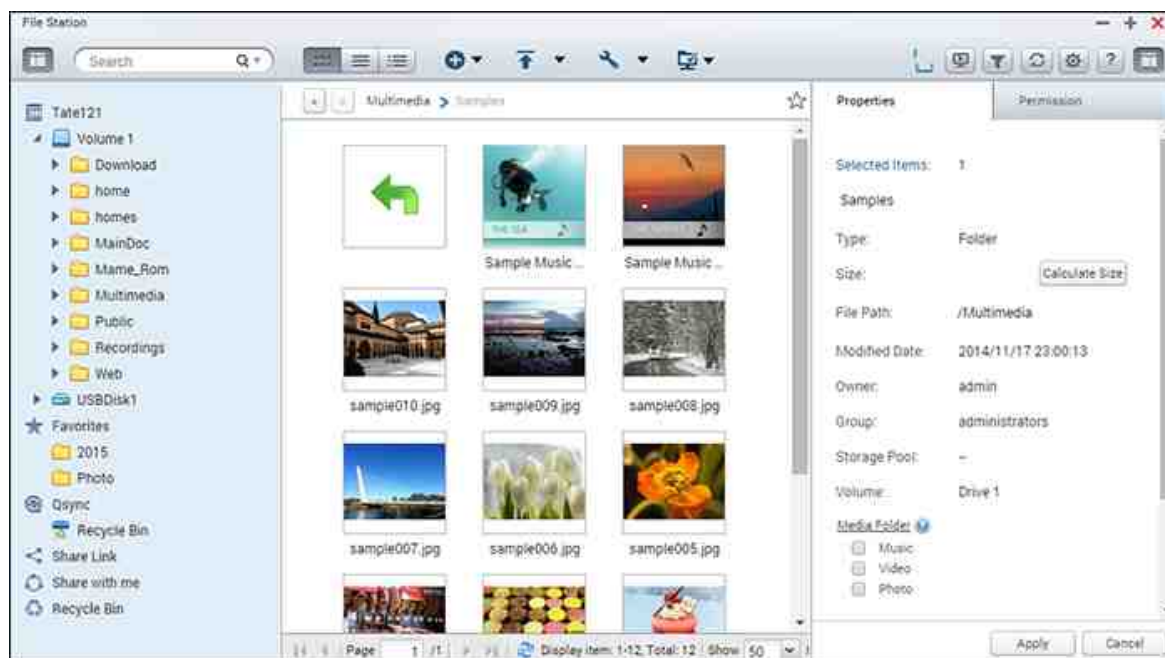 File Station
Search
Multimedia > Samples
Properties
Permission
Tate121
Volume 1
Download
home
homes
MainDoc
Mame_Rom
Multimedia
Public
Recordings
Web
USBDisk1
Favorites
2015
Photo
Qsync
Recycle Bin
Share Link
Share with me
Recycle Bin
THE SEA
Sample Music ...
Sample Music ...
sample010.jpg
sample009.jpg
sample008.jpg
sample007.jpg
sample006.jpg
sample005.jpg
Page 1 /1
Display item: 1-12, Total: 12
Show 50
Selected Items: 1
Samples
Type: Folder
Size: Calculate Size
File Path: /Multimedia
Modified Date: 2014/11/17 23:00:13
Owner: admin
Group: administrators
Storage Pool: --
Volume: Drive 1
Media Folder
Music
Video
Photo
Apply
Cancel